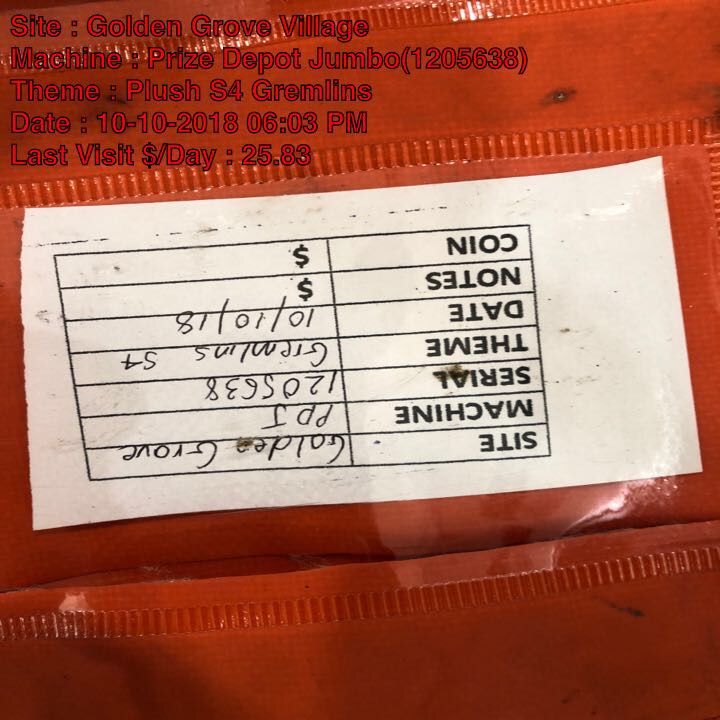 Site : Golden Grove Village
Machine : Prize Depot Jumbo(1205638)
Theme : Plush S4 Gremlins
Date : 10-10-2018 06:03 PM
Last Visit $/Day : 25.83
SITE Golden Grove
MACHINE PDJ
SERIAL 1205638
THEME Gremlins S4
DATE 10/10/18
NOTES $
COIN $